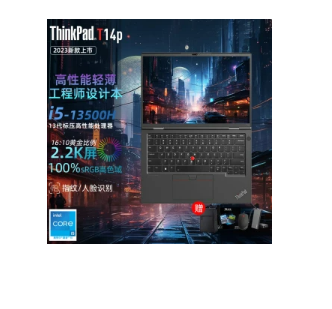 ThinkPad T14p
2023新款上市
高性能轻薄
工程师设计本
i5-13500H
13代标压高性能处理器
16:10黄金比例
2.2K屏
100%sRGB高色域
指纹/人脸识别
intel
CORE
i5